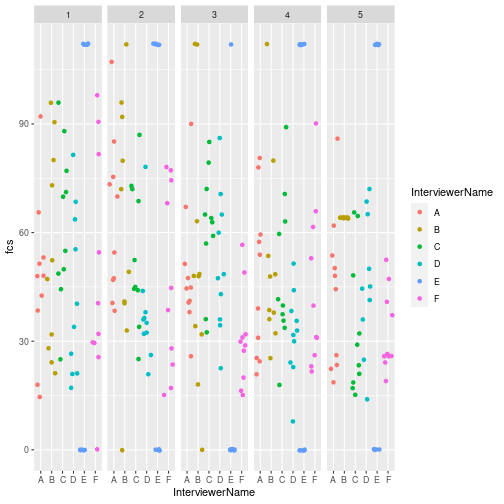 1 2 3 4 5
fcs
90
60
30
0
A B C D E F A B C D E F A B C D E F A B C D E F A B C D E F
InterviewerName
InterviewerName
A
B
C
D
E
F